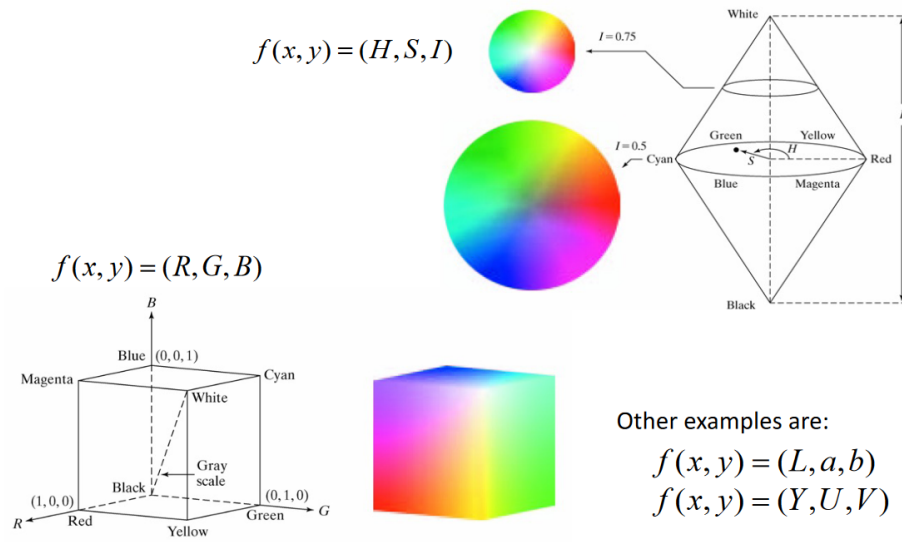 f(x, y) = (H, S, I)
I = 0.75
White
I
I = 0.5
Green
Yellow
H
S
Cyan
Red
Blue
Magenta
Black
f(x, y) = (R, G, B)
B
Blue
(0, 0, 1)
Magenta
Cyan
White
Gray
scale
Black
(1, 0, 0)
(0, 1, 0)
R
Red
Green
G
Yellow
Other examples are:
f(x, y) = (L, a, b)
f(x, y) = (Y, U, V)